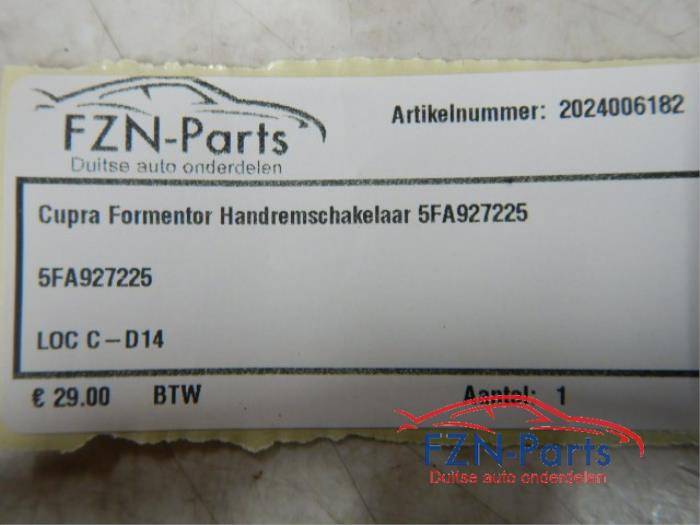 FZN-Parts
Duitse auto onderdelen
Artikelnummer: 2024006182
Cupra Formentor Handremschakelaar 5FA927225
5FA927225
LOC C-D14
€ 29.00 BTW Aantal: 1
FZN-Parts
Duitse auto onderdelen